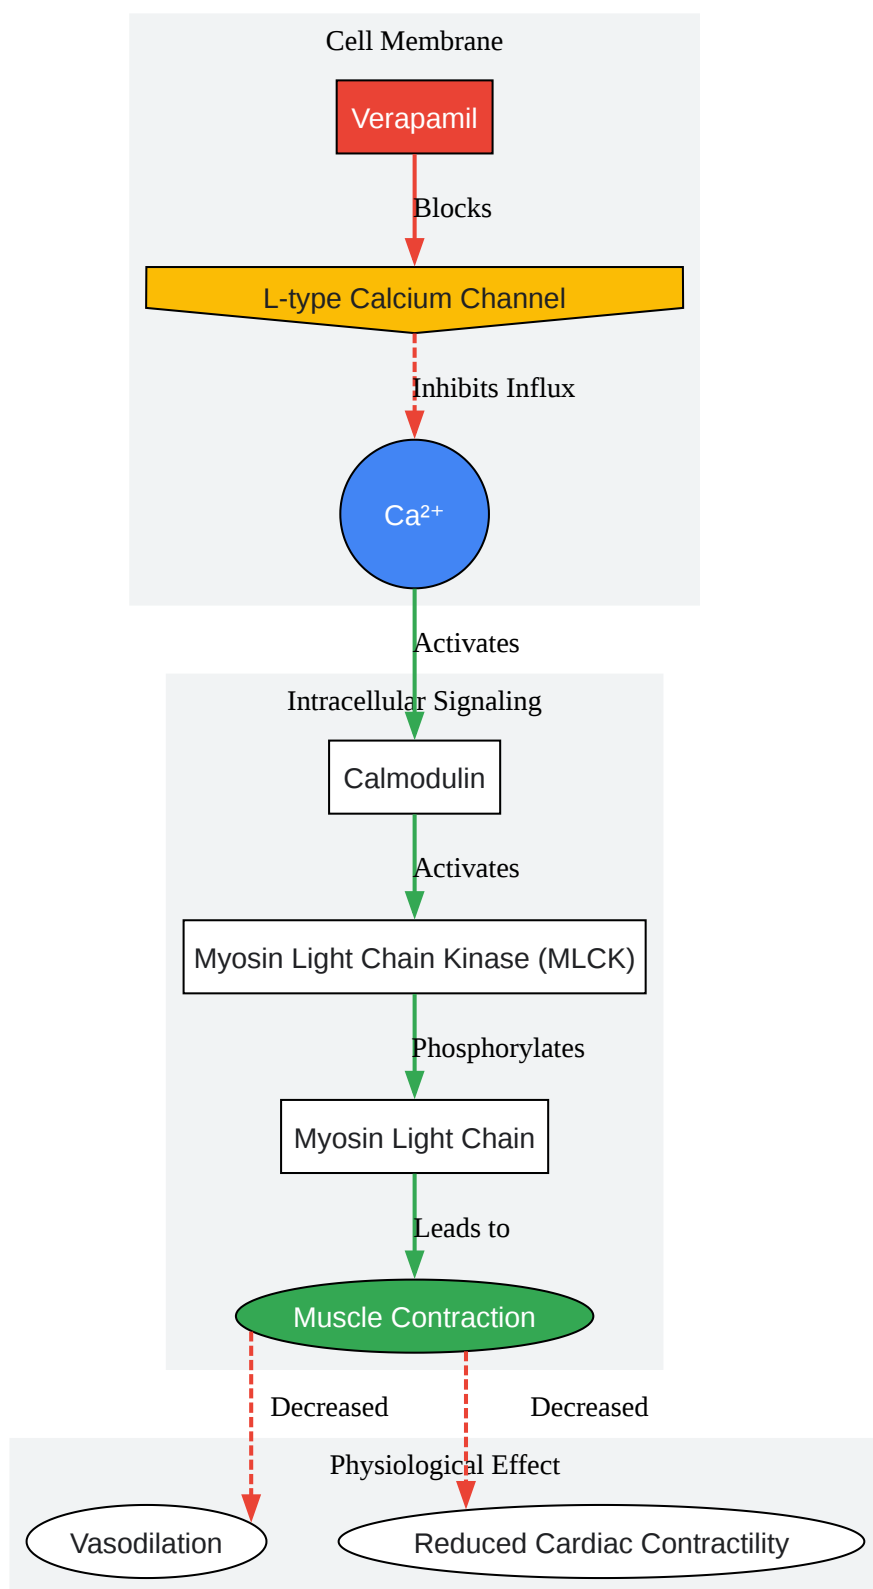 Cell Membrane
Verapamil
Blocks
L-type Calcium Channel
Inhibits Influx
Ca²⁺
Activates
Intracellular Signaling
Calmodulin
Activates
Myosin Light Chain Kinase (MLCK)
Phosphorylates
Myosin Light Chain
Leads to
Muscle Contraction
Decreased
Decreased
Physiological Effect
Vasodilation
Reduced Cardiac Contractility